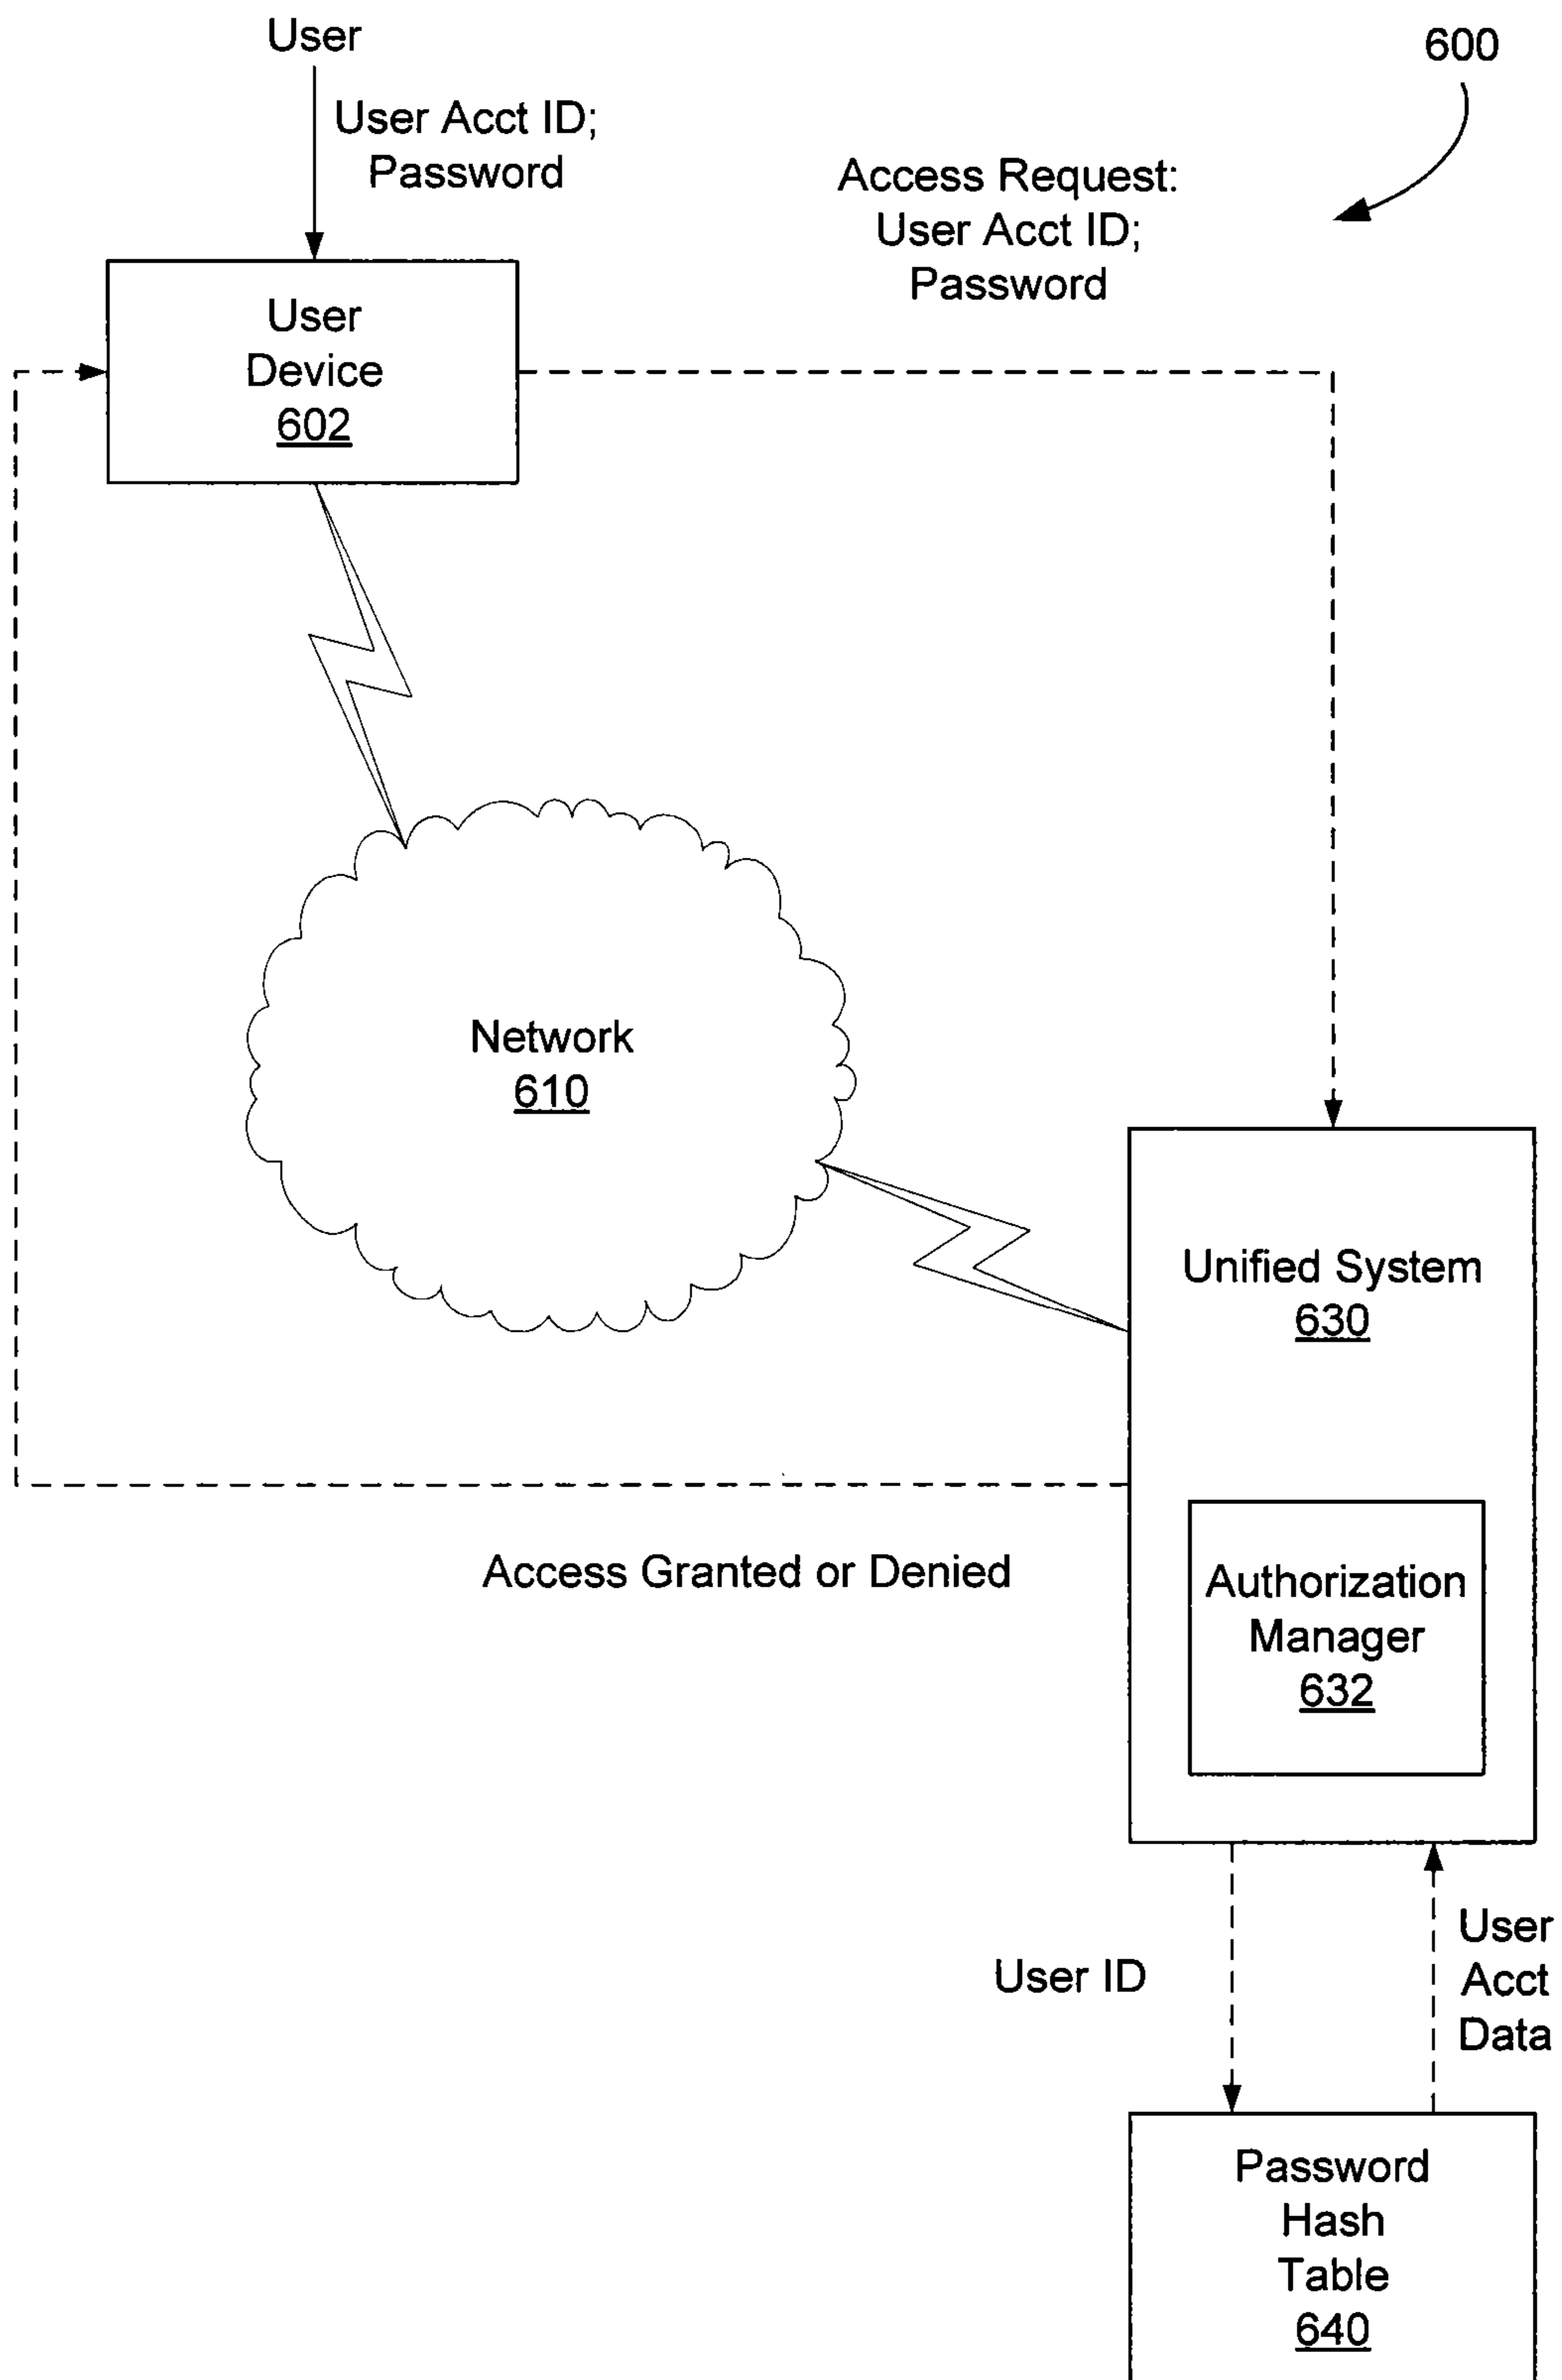 User
600
User Acct ID;
Password
Access Request:
User Acct ID;
Password
User
Device
602
Network
610
Unified System
630
Access Granted or Denied
Authorization
Manager
632
User ID
User
Acct
Data
Password
Hash
Table
640